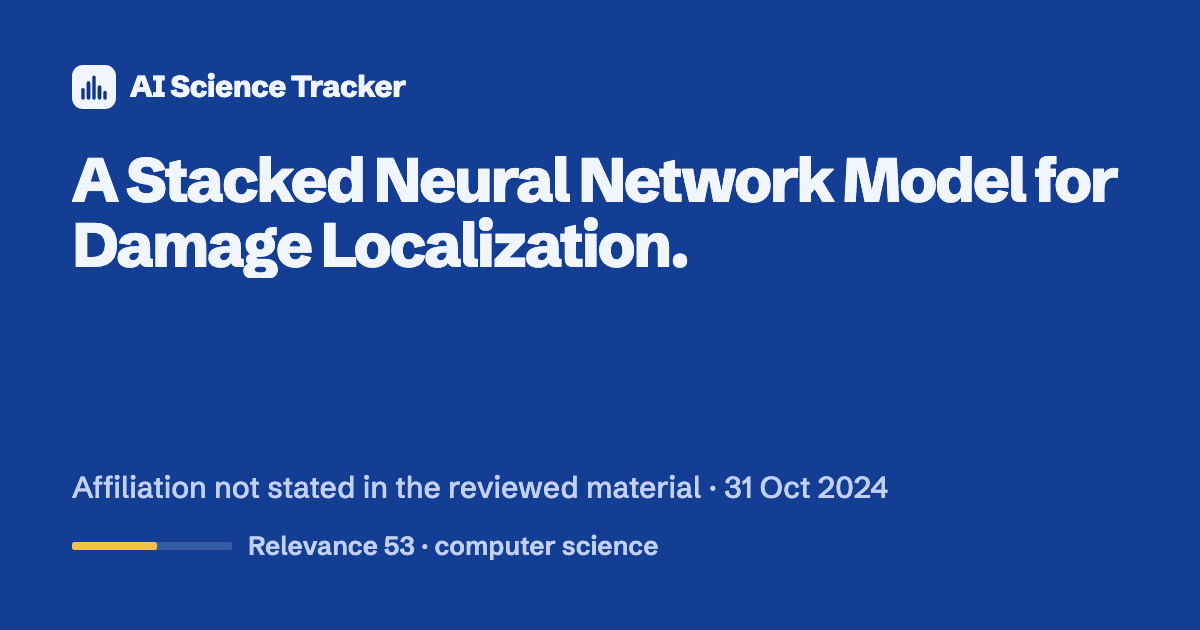 AI Science Tracker
A Stacked Neural Network Model for
Damage Localization.
Affiliation not stated in the reviewed material · 31 Oct 2024
Relevance 53 · computer science